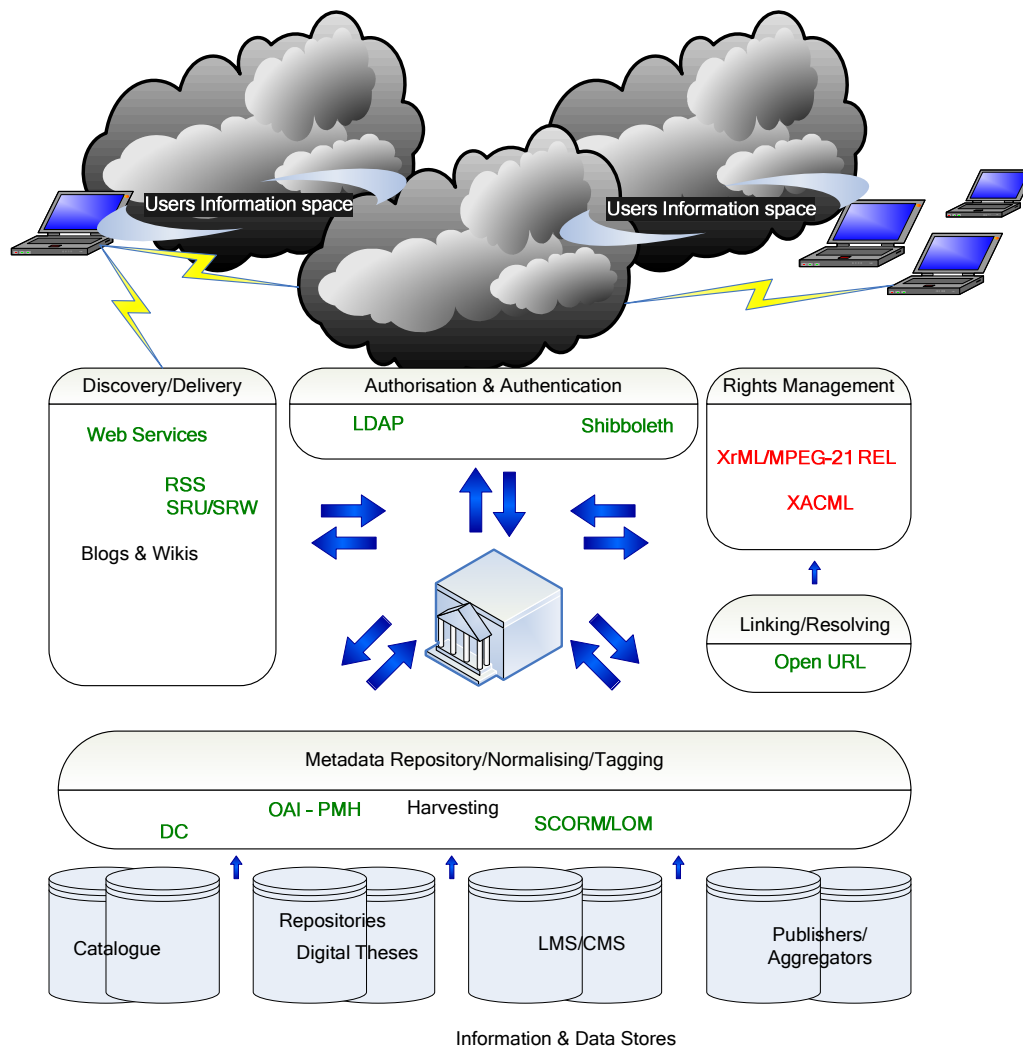 Users Information space
Users Information space
Discovery/Delivery
Web Services
RSS
SRU/SRW
Blogs & Wikis
Authorisation & Authentication
LDAP
Shibboleth
Rights Management
XrML/MPEG-21 REL
XACML
Linking/Resolving
Open URL
Metadata Repository/Normalising/Tagging
DC
OAI - PMH
Harvesting
SCORM/LOM
Catalogue
Repositories
Digital Theses
LMS/CMS
Publishers/
Aggregators
Information & Data Stores